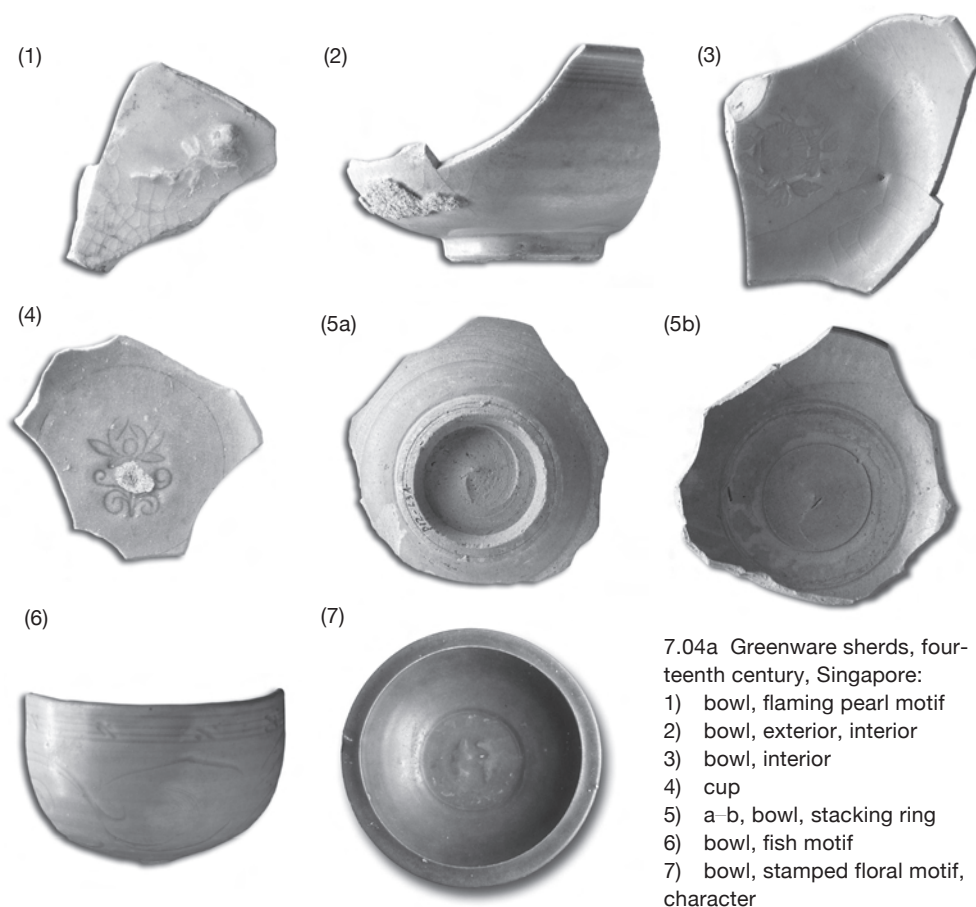 (1)
(2)
(3)
(4)
(5a)
(5b)
(6)
(7)
7.04a Greenware sherds, four-
teenth century, Singapore:
1) bowl, flaming pearl motif
2) bowl, exterior, interior
3) bowl, interior
4) cup
5) a–b, bowl, stacking ring
6) bowl, fish motif
7) bowl, stamped floral motif,
character